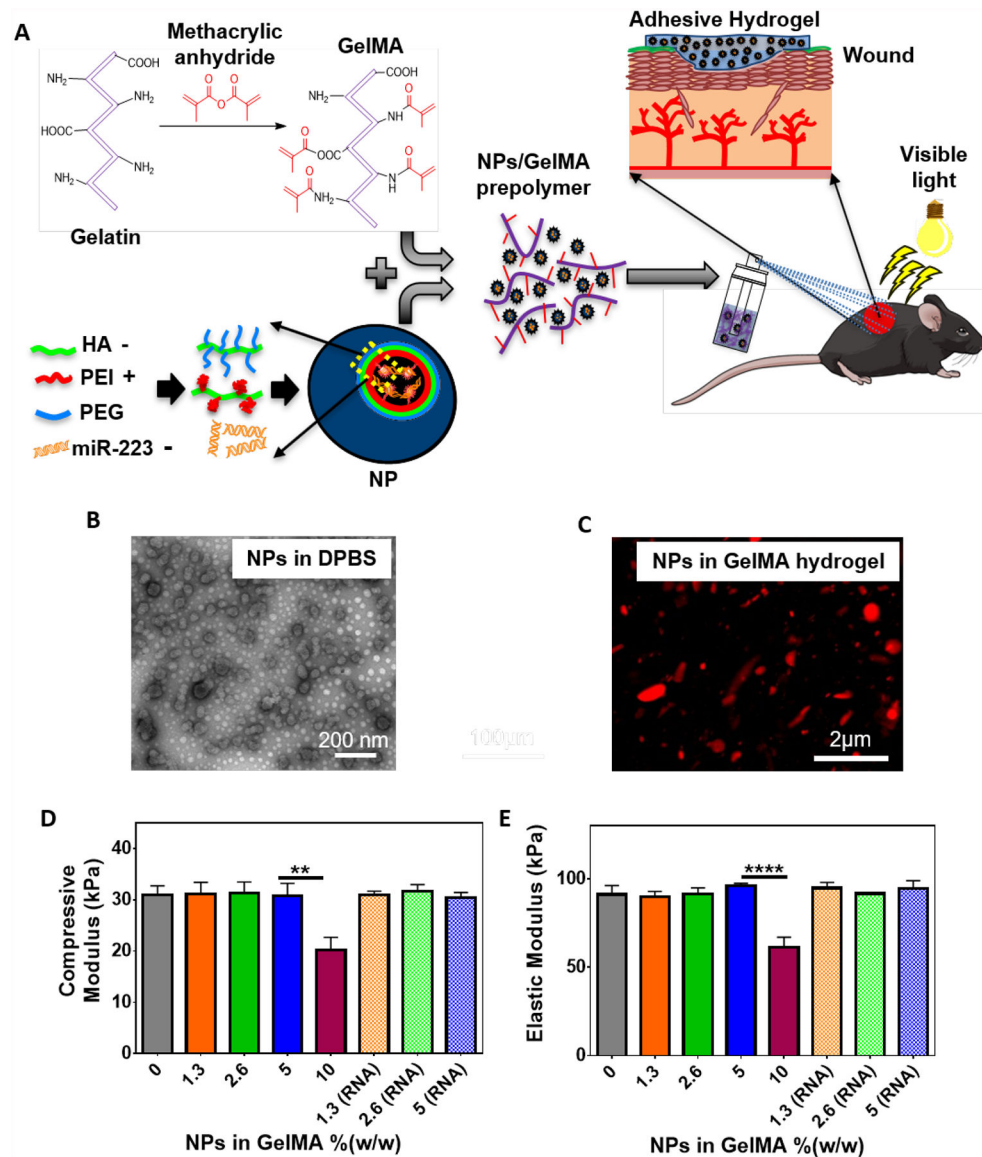 A
Methacrylic
anhydride
GelMA
COOH
NH₂
NH₂
HOOC
NH₂
NH₂
O O
O
COOH
NH₂
O
N
H
O
OOC
O
N
H
O
NH₂
Gelatin
Adhesive Hydrogel
Wound
NPs/GelMA
prepolymer
Visible
light
HA -
PEI +
PEG
miR-223 -
NP
B
NPs in DPBS
200 nm
100μm
C
NPs in GelMA hydrogel
2μm
D
Compressive
Modulus (kPa)
40
30
20
10
0
**
0
1.3
2.6
5
10
1.3 (RNA)
2.6 (RNA)
5 (RNA)
NPs in GelMA %(w/w)
E
Elastic Modulus (kPa)
100
50
0
****
0
1.3
2.6
5
10
1.3 (RNA)
2.6 (RNA)
5 (RNA)
NPs in GelMA %(w/w)